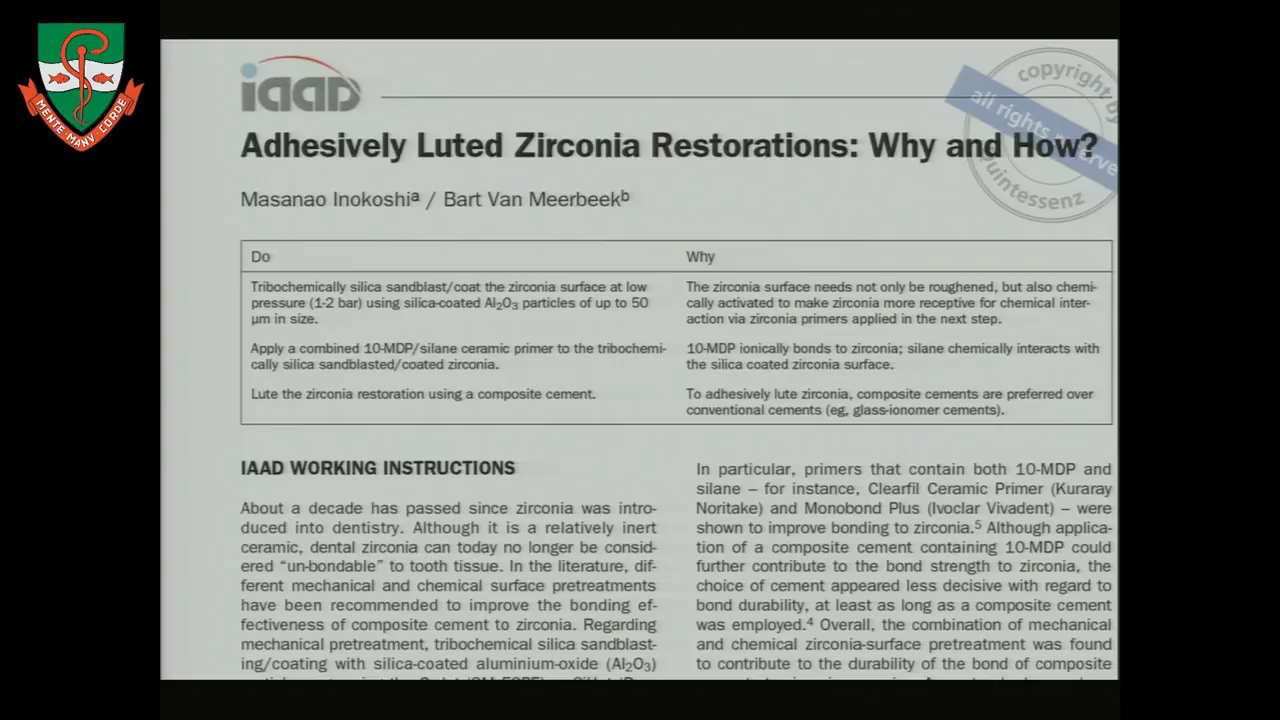 MENTE MANV CORDE
iaad
copyright by
all rights reserve
Quintessenz
Adhesively Luted Zirconia Restorations: Why and How?
Masanao Inokoshia / Bart Van Meerbeekb
Do
Why
Tribochemically silica sandblast/coat the zirconia surface at low
pressure (1-2 bar) using silica-coated Al2O3 particles of up to 50
µm in size.
The zirconia surface needs not only be roughened, but also chemi-
cally activated to make zirconia more receptive for chemical inter-
action via zirconia primers applied in the next step.
Apply a combined 10-MDP/silane ceramic primer to the tribochemi-
cally silica sandblasted/coated zirconia.
10-MDP ionically bonds to zirconia; silane chemically interacts with
the silica coated zirconia surface.
Lute the zirconia restoration using a composite cement.
To adhesively lute zirconia, composite cements are preferred over
conventional cements (eg, glass-ionomer cements).
IAAD WORKING INSTRUCTIONS
About a decade has passed since zirconia was intro-
duced into dentistry. Although it is a relatively inert
ceramic, dental zirconia can today no longer be consid-
ered “un-bondable” to tooth tissue. In the literature, dif-
ferent mechanical and chemical surface pretreatments
have been recommended to improve the bonding ef-
fectiveness of composite cement to zirconia. Regarding
mechanical pretreatment, tribochemical silica sandblast-
ing/coating with silica-coated aluminium-oxide (Al2O3)
In particular, primers that contain both 10-MDP and
silane – for instance, Clearfil Ceramic Primer (Kuraray
Noritake) and Monobond Plus (Ivoclar Vivadent) – were
shown to improve bonding to zirconia.5 Although applica-
tion of a composite cement containing 10-MDP could
further contribute to the bond strength to zirconia, the
choice of cement appeared less decisive with regard to
bond durability, at least as long as a composite cement
was employed.4 Overall, the combination of mechanical
and chemical zirconia-surface pretreatment was found
to contribute to the durability of the bond of composite